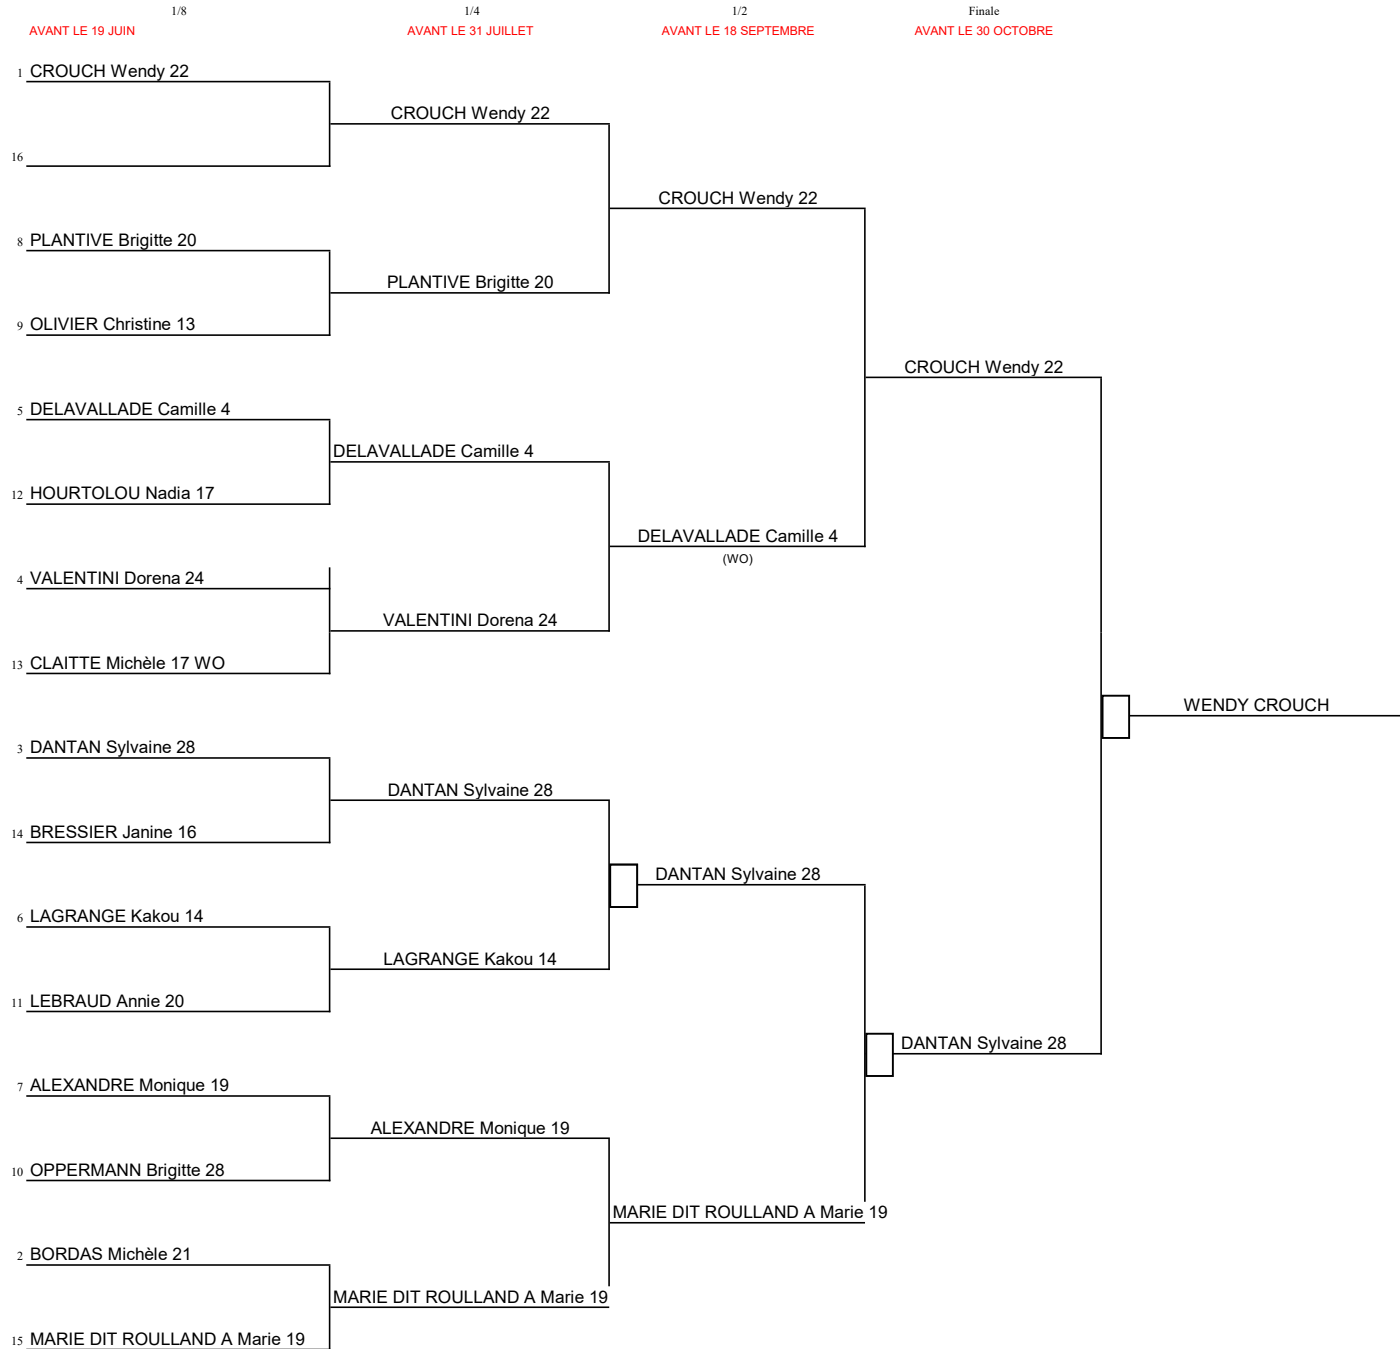 1/8 1/4 1/2 Finale
AVANT LE 19 JUIN AVANT LE 31 JUILLET AVANT LE 18 SEPTEMBRE AVANT LE 30 OCTOBRE
1 CROUCH Wendy 22
CROUCH Wendy 22
16
CROUCH Wendy 22
8 PLANTIVE Brigitte 20
PLANTIVE Brigitte 20
9 OLIVIER Christine 13
CROUCH Wendy 22
5 DELAVALLADE Camille 4
DELAVALLADE Camille 4
12 HOURTOLOU Nadia 17
DELAVALLADE Camille 4
(WO)
4 VALENTINI Dorena 24
VALENTINI Dorena 24
13 CLAITTE Michèle 17 WO
WENDY CROUCH
3 DANTAN Sylvaine 28
DANTAN Sylvaine 28
14 BRESSIER Janine 16
DANTAN Sylvaine 28
6 LAGRANGE Kakou 14
LAGRANGE Kakou 14
11 LEBRAUD Annie 20
DANTAN Sylvaine 28
7 ALEXANDRE Monique 19
ALEXANDRE Monique 19
10 OPPERMANN Brigitte 28
MARIE DIT ROULLAND A Marie 19
2 BORDAS Michèle 21
MARIE DIT ROULLAND A Marie 19
15 MARIE DIT ROULLAND A Marie 19